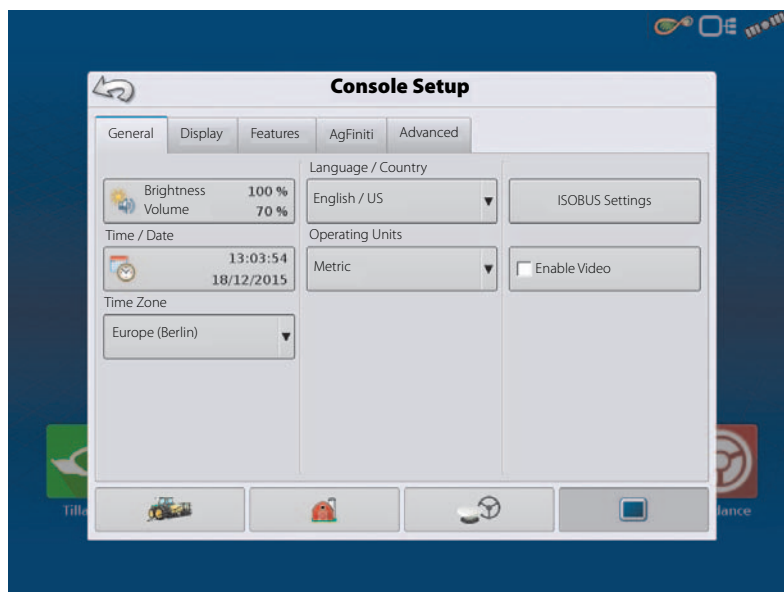 Console Setup
General Display Features AgFiniti Advanced
Brightness 100 %
Volume 70 %
Time / Date
13:03:54
18/12/2015
Time Zone
Europe (Berlin)
Language / Country
English / US
Operating Units
Metric
ISOBUS Settings
Enable Video
Tilla
dance